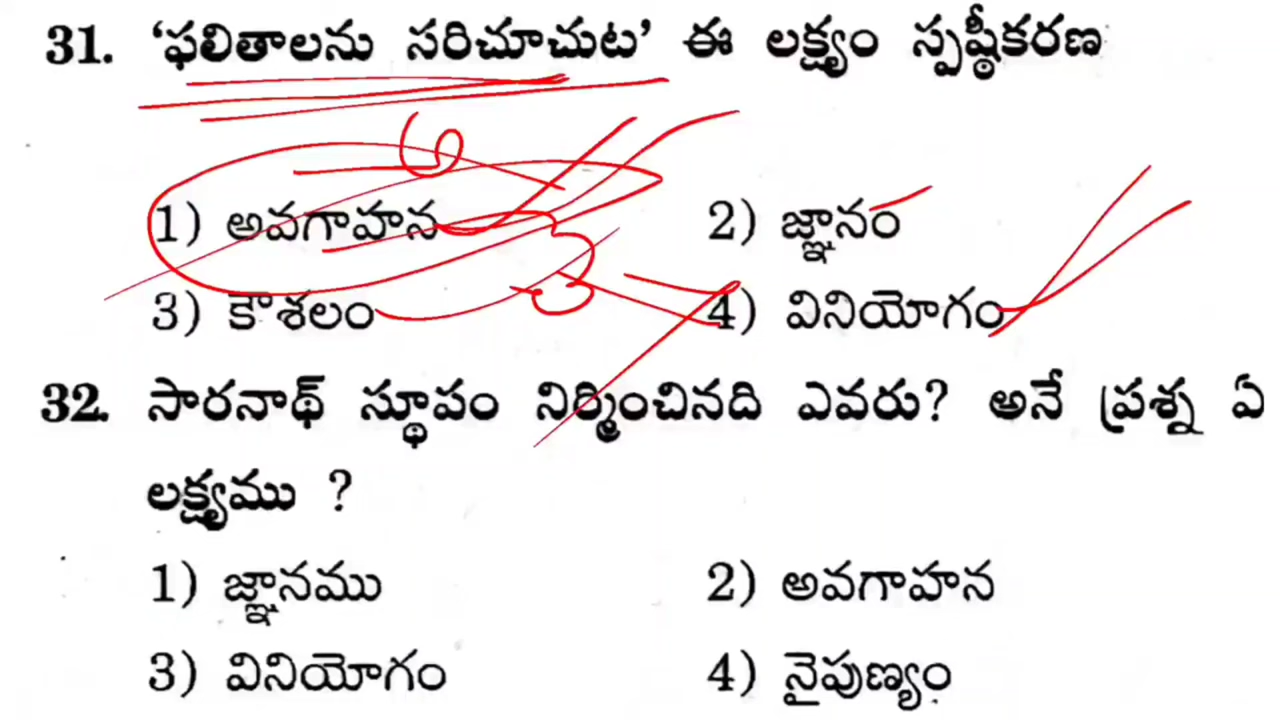 31. ‘ఫలితాలను సరిచూచుట’ ఈ లక్ష్యం స్పష్టీకరణ
1) అవగాహన 2) జ్ఞానం
3) కౌశలం 4) వినియోగం
32. సారనాథ్ స్థూపం నిర్మించినది ఎవరు? అనే ప్రశ్న ఏ
లక్ష్యము ?
1) జ్ఞానము 2) అవగాహన
3) వినియోగం 4) నైపుణ్యం